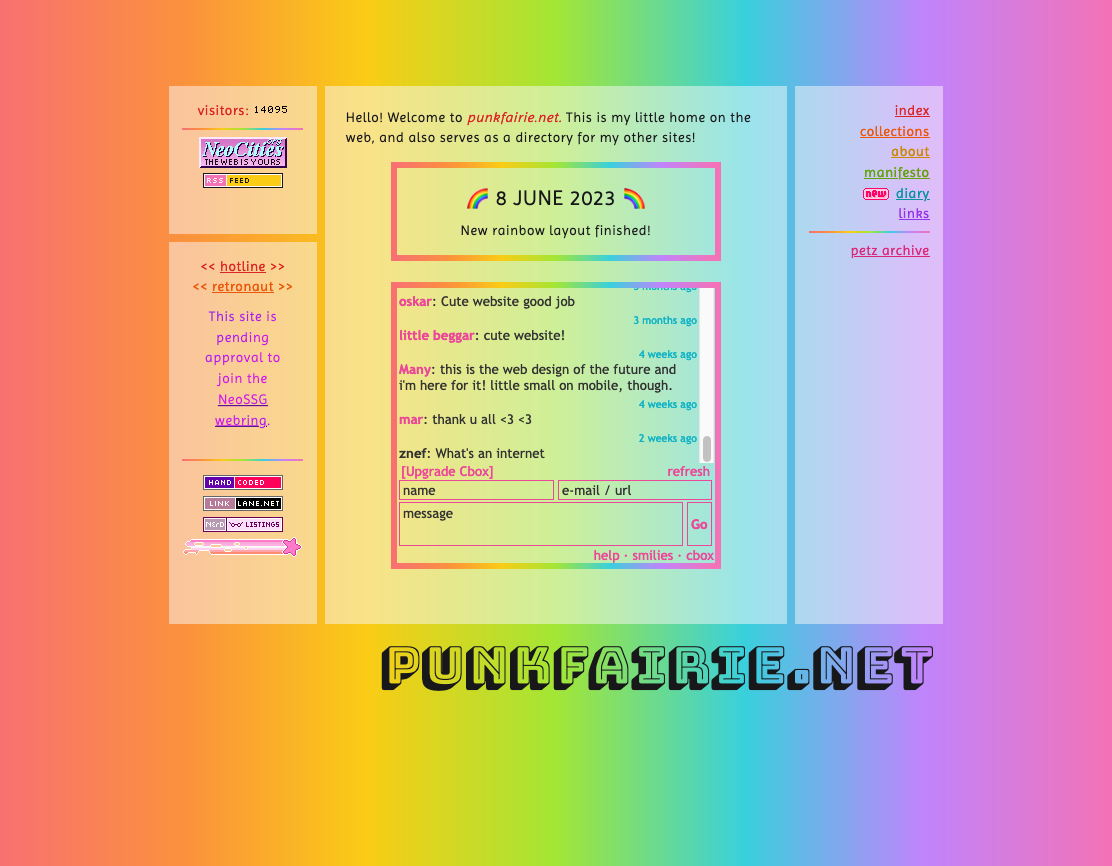 visitors: 14095
NeoCities
THE WEB IS YOURS
RSS FEED
<< hotline >>
<< retronaut >>
This site is
pending
approval to
join the
NeoSSG
webring.
HAND CODED
LINK LANE.NET
NERD LISTINGS
Hello! Welcome to punkfairie.net. This is my little home on the
web, and also serves as a directory for my other sites!
🌈 8 JUNE 2023 🌈
New rainbow layout finished!
3 months ago
oskar: Cute website good job
3 months ago
little beggar: cute website!
4 weeks ago
Many: this is the web design of the future and
i'm here for it! little small on mobile, though.
4 weeks ago
mar: thank u all <3 <3
2 weeks ago
znef: What's an internet
[Upgrade Cbox] refresh
name e-mail / url
message
Go
help · smilies · cbox
index
collections
about
manifesto
new diary
links
petz archive
PUNKFAIRIE.NET